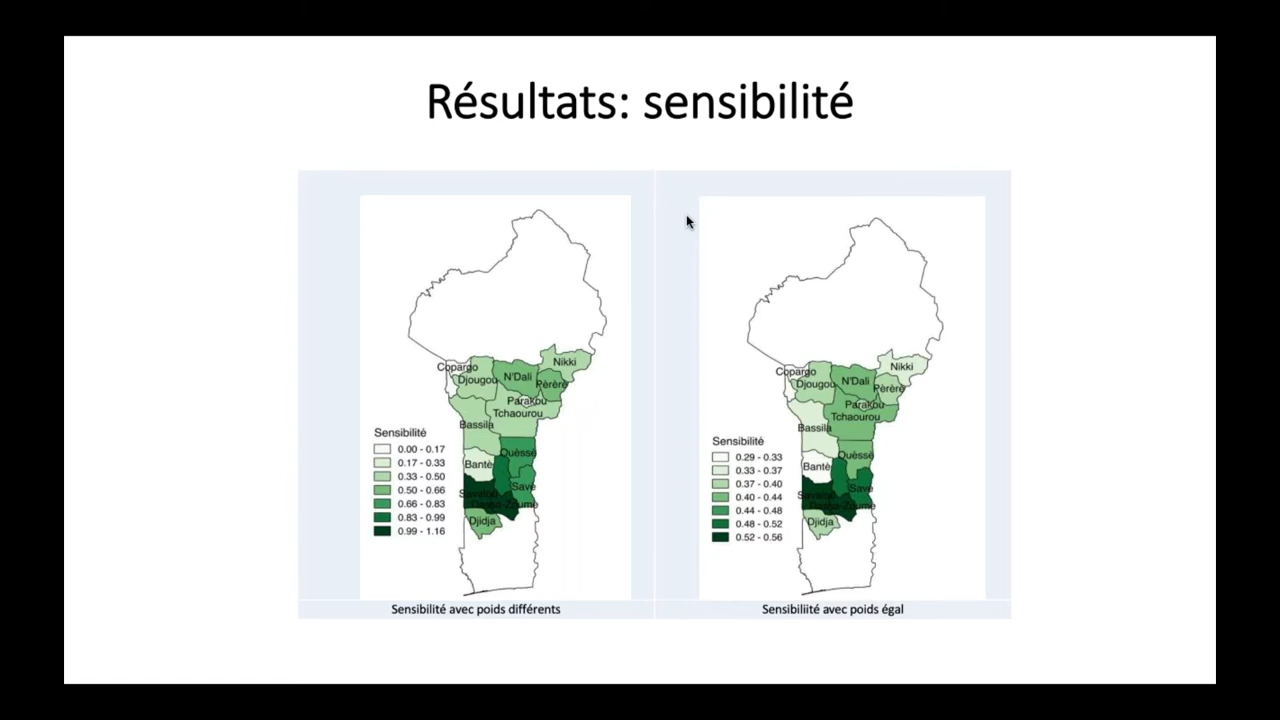 Résultats: sensibilité
Copargo
Djougou
N'Dali
Nikki
Pèrèrè
Parakou
Tchaourou
Bassila
Ouèssè
Bantè
Savè
Djidja
Sensibilité
0.00 - 0.17
0.17 - 0.33
0.33 - 0.50
0.50 - 0.66
0.66 - 0.83
0.83 - 0.99
0.99 - 1.16
Sensibilité avec poids différents
Copargo
Djougou
N'Dali
Nikki
Pèrèrè
Parakou
Tchaourou
Bassila
Ouèssè
Bantè
Savè
Djidja
Sensibilité
0.29 - 0.33
0.33 - 0.37
0.37 - 0.40
0.40 - 0.44
0.44 - 0.48
0.48 - 0.52
0.52 - 0.56
Sensibiliité avec poids égal